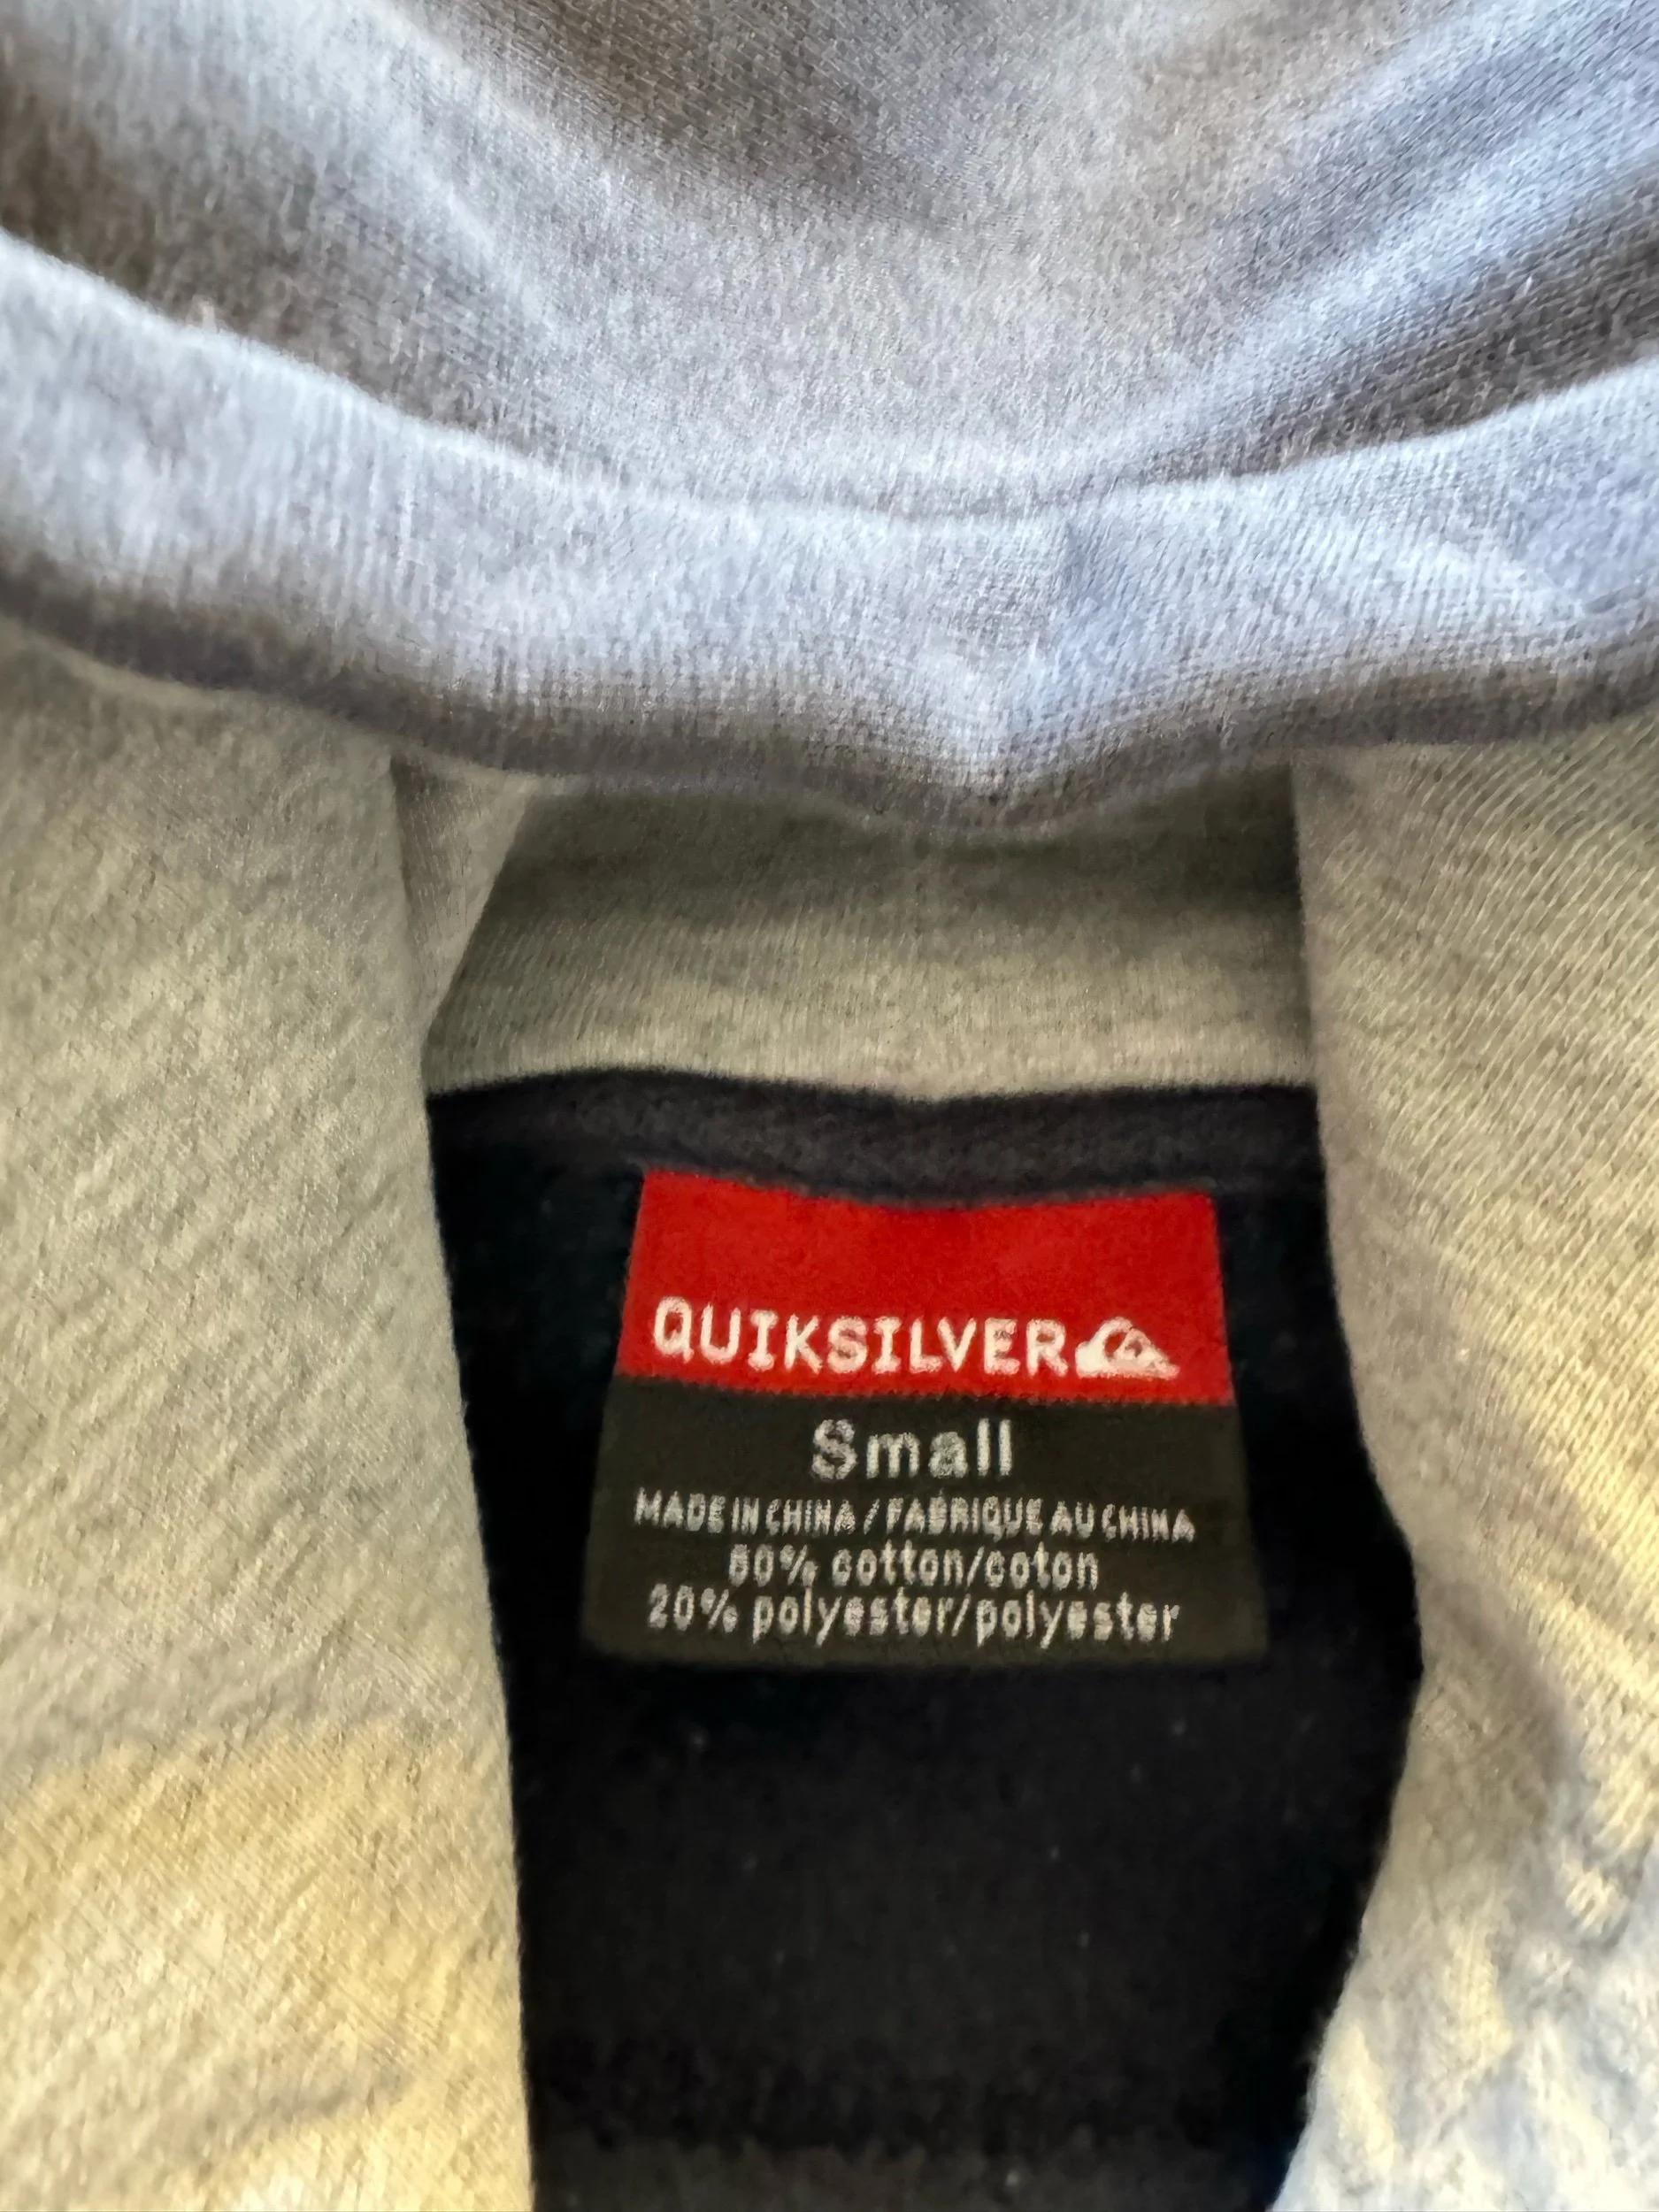 QUIKSILVER
Small
MADE IN CHINA / FABRIQUE AU CHINA
80% cotton/coton
20% polyester/polyester